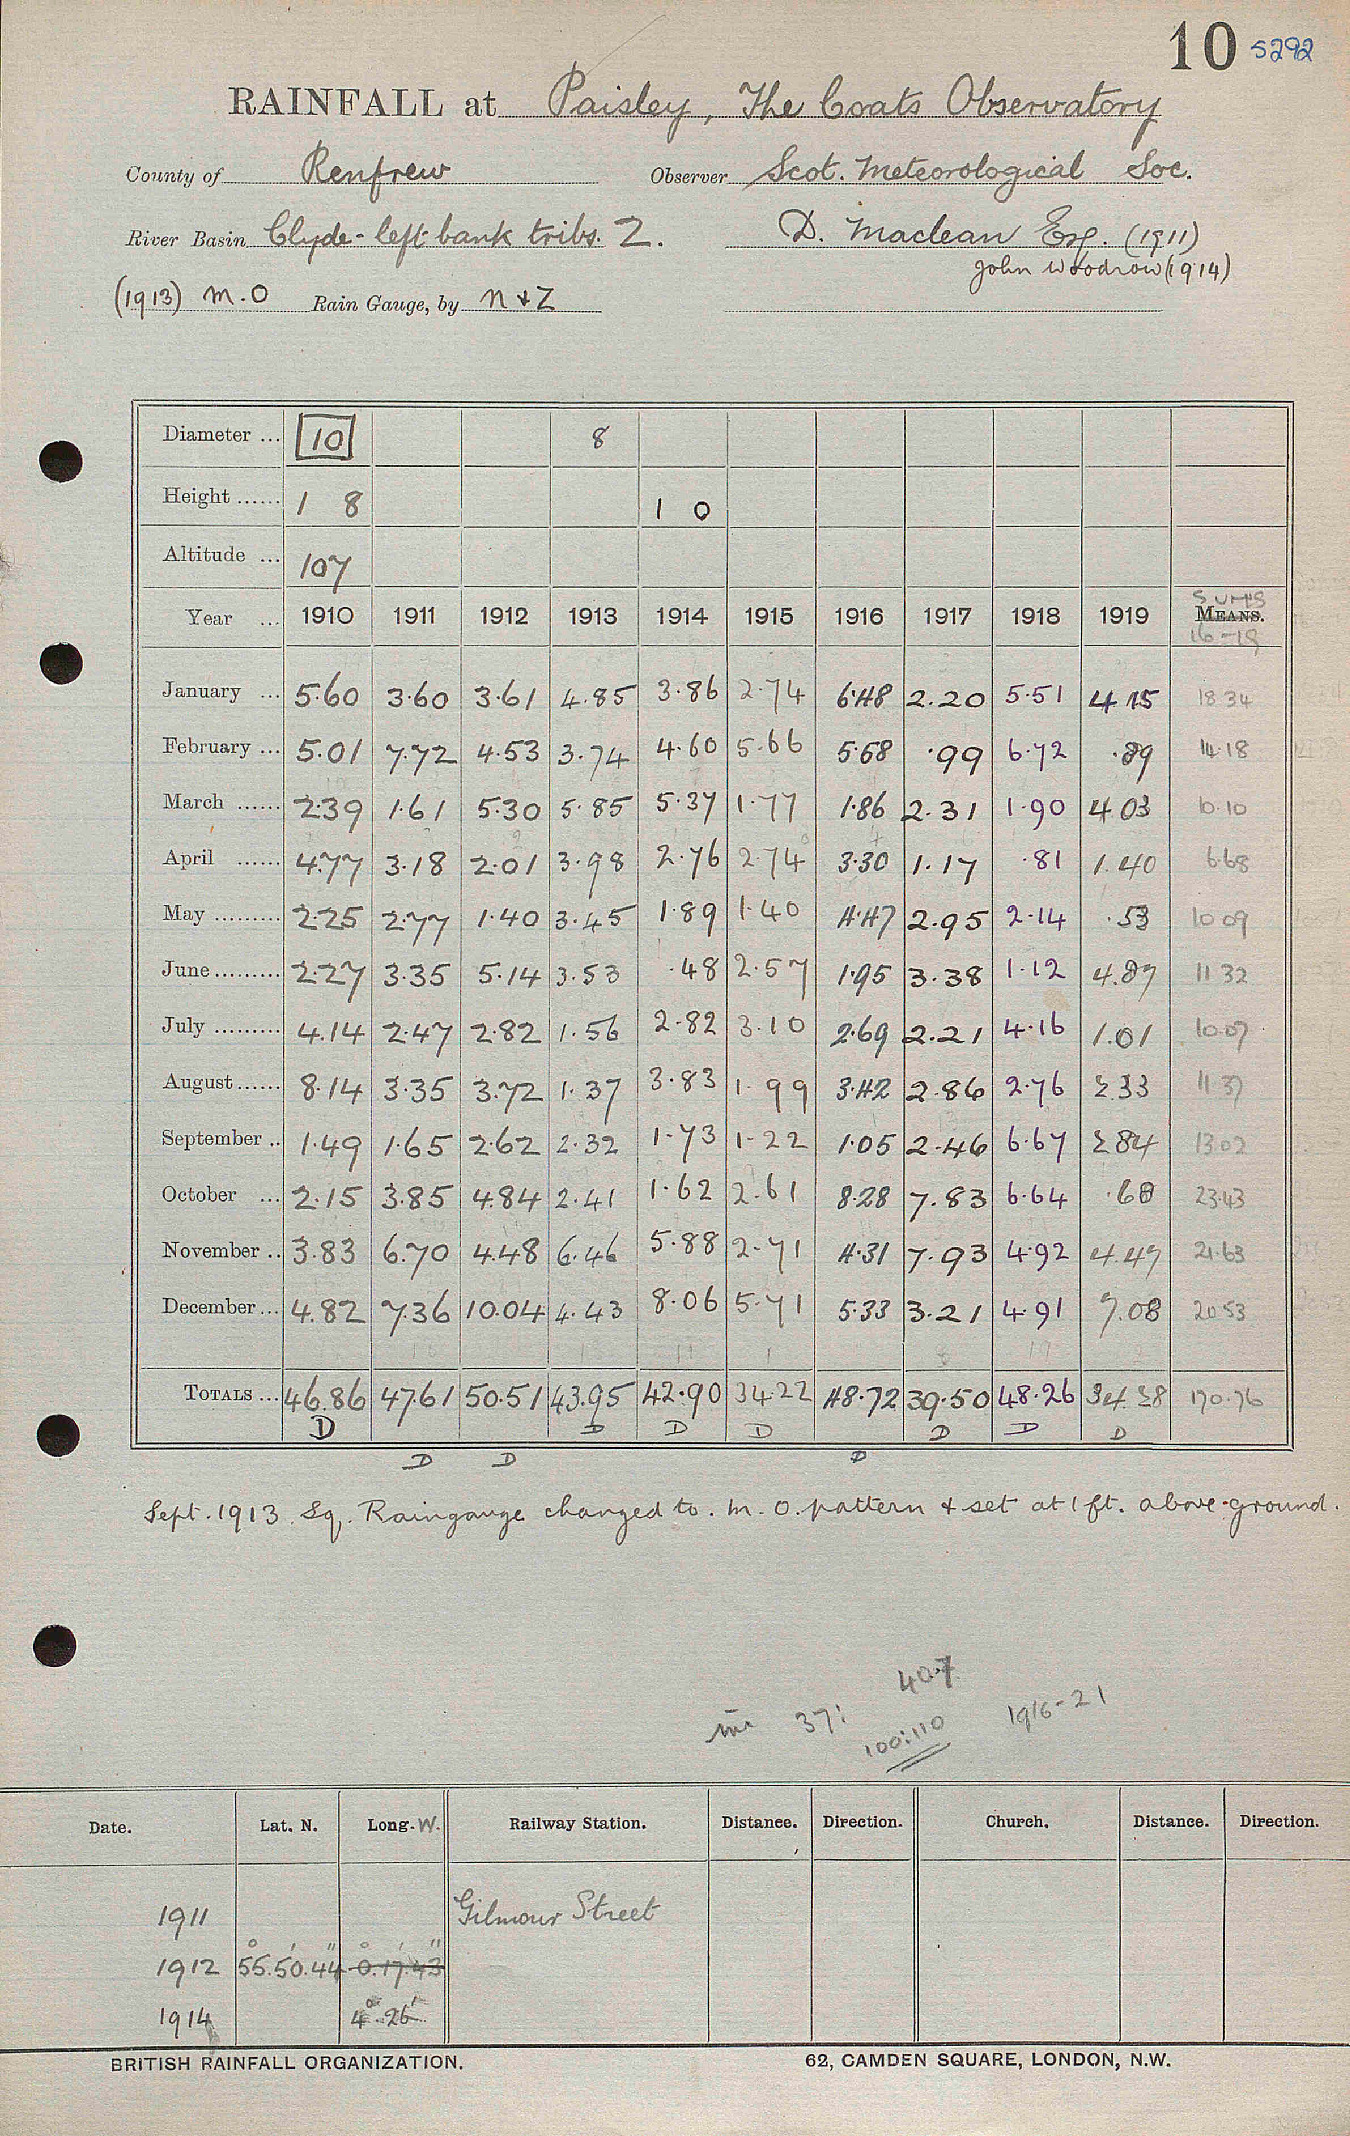 10 5292
RAINFALL at Paisley, The Coats Observatory
County of Renfrew Observer Scot. Meteorological Soc.
River Basin Clyde - left bank tribs. 2. D. Maclean Esq. (1911)
John Woodrow (1914)
(1913) M.O Rain Gauge, by N & Z
Diameter ... 10 8
Height ...... 1 8 1 0
Altitude ... 107
Sums
Year ... 1910 1911 1912 1913 1914 1915 1916 1917 1918 1919 MEANS.
16-19
January ... 5.60 3.60 3.61 4.85 3.86 2.74 6.48 2.20 5.51 4.15 18.34
February ... 5.01 7.72 4.53 3.74 4.60 5.66 5.58 .99 6.72 .89 14.18
March ...... 2.39 1.61 5.30 5.85 5.37 1.77 1.86 2.31 1.90 4.03 10.10
April ...... 4.77 3.18 2.01 3.98 2.76 2.74 3.30 1.17 .81 1.40 6.68
May ......... 2.25 2.77 1.40 3.45 1.89 1.40 4.47 2.95 2.14 .53 10.09
June ......... 2.27 3.35 5.14 3.53 .48 2.57 1.95 3.38 1.12 4.87 11.32
July ......... 4.14 2.47 2.82 1.56 2.82 3.10 2.69 2.21 4.16 1.01 10.07
August ...... 8.14 3.35 3.72 1.37 3.83 1.99 3.42 2.86 2.76 2.33 11.37
September .. 1.49 1.65 2.62 2.32 1.73 1.22 1.05 2.46 6.67 2.84 13.02
October ... 2.15 3.85 4.84 2.41 1.62 2.61 8.28 7.83 6.64 .68 23.43
November .. 3.83 6.70 4.48 6.46 5.88 2.71 4.31 7.93 4.92 4.47 21.63
December ... 4.82 7.36 10.04 4.43 8.06 5.71 5.33 3.21 4.91 7.08 20.53
TOTALS ... 46.86 47.61 50.51 43.95 42.90 34.22 48.72 39.50 48.26 34.28 170.76
D D D D D D D
D D D
Sept. 1913 Sq. Raingauge changed to M.O. pattern & set at 1 ft. above ground.
40.7
37: 1916-21
100:110
Date. Lat. N. Long. W. Railway Station. Distance. Direction. Church. Distance. Direction.
1911 Gilmour Street
1912 55°.50'.44" 0°.17'.43"
1914 4° 26'
BRITISH RAINFALL ORGANIZATION. 62, CAMDEN SQUARE, LONDON, N.W.